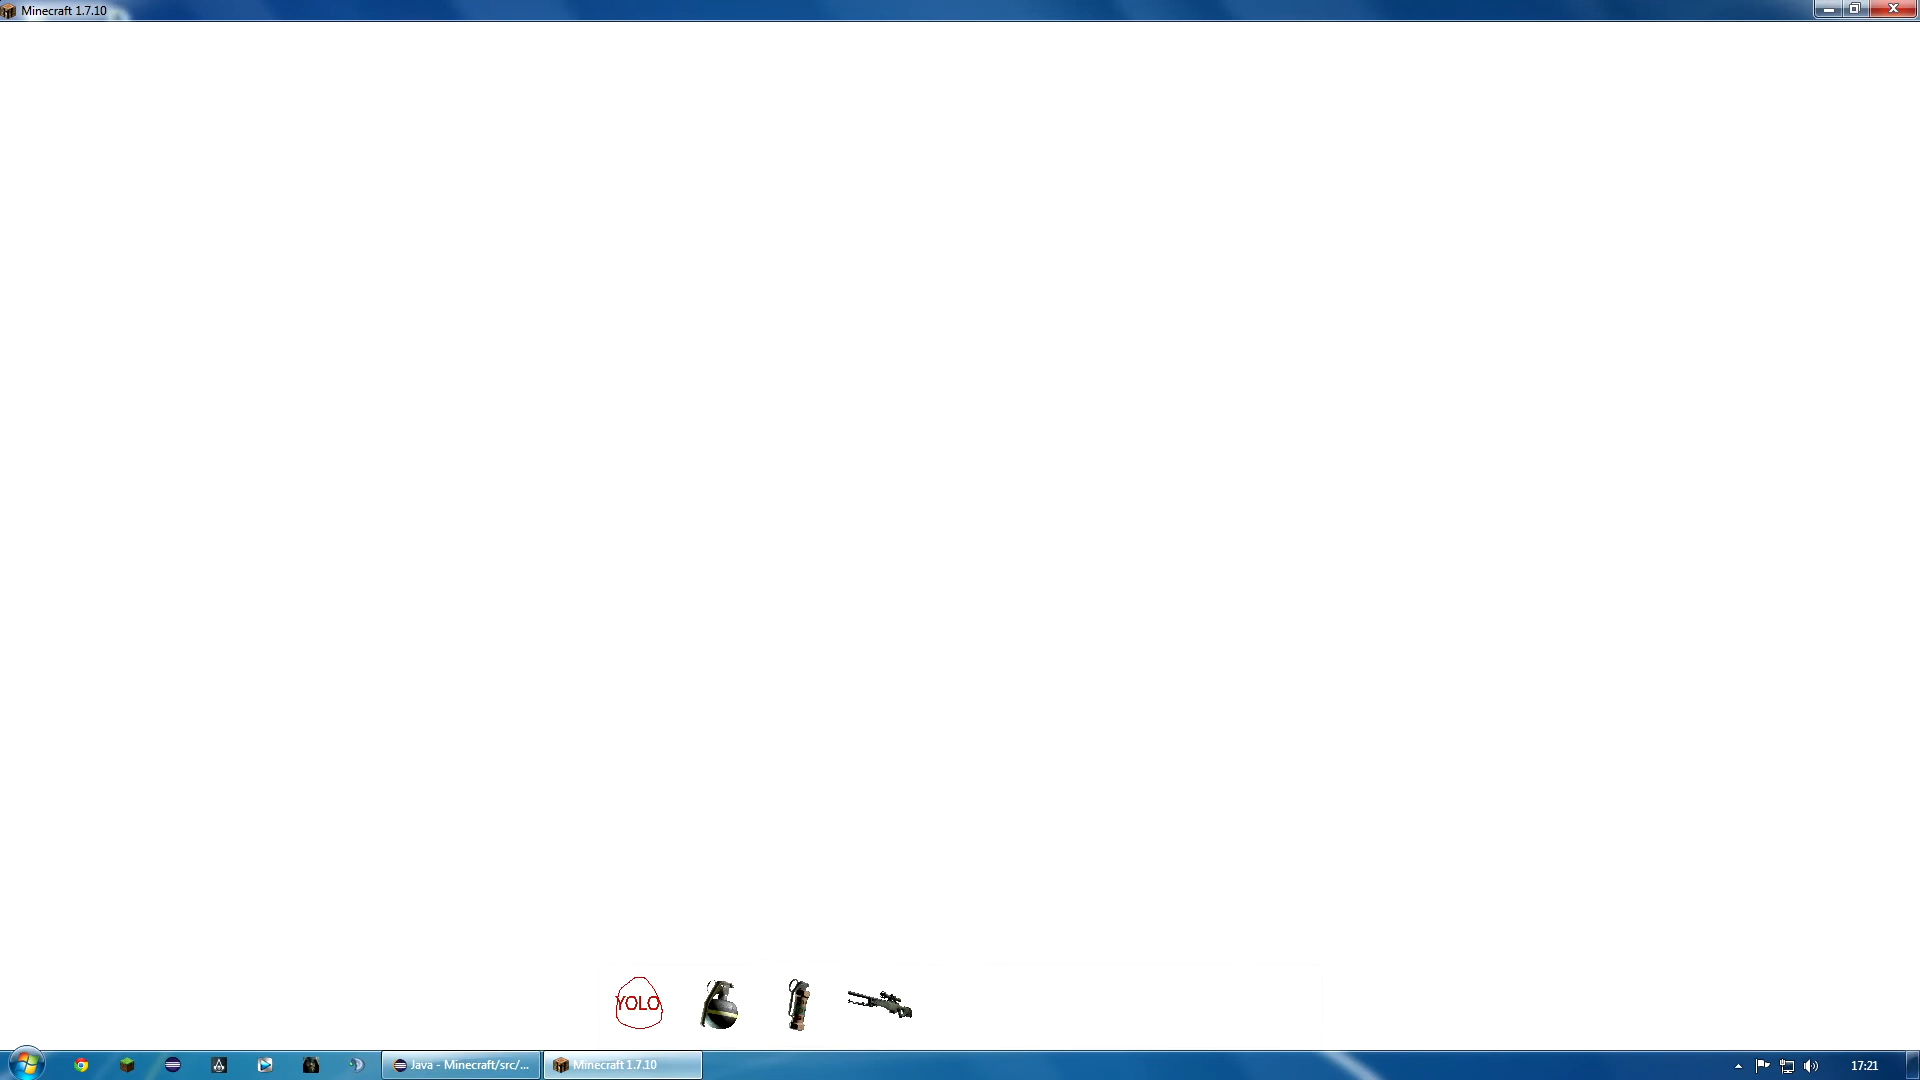 Minecraft 1.7.10
YOLO
Java - Minecraft/src/...
Minecraft 1.7.10
17:21